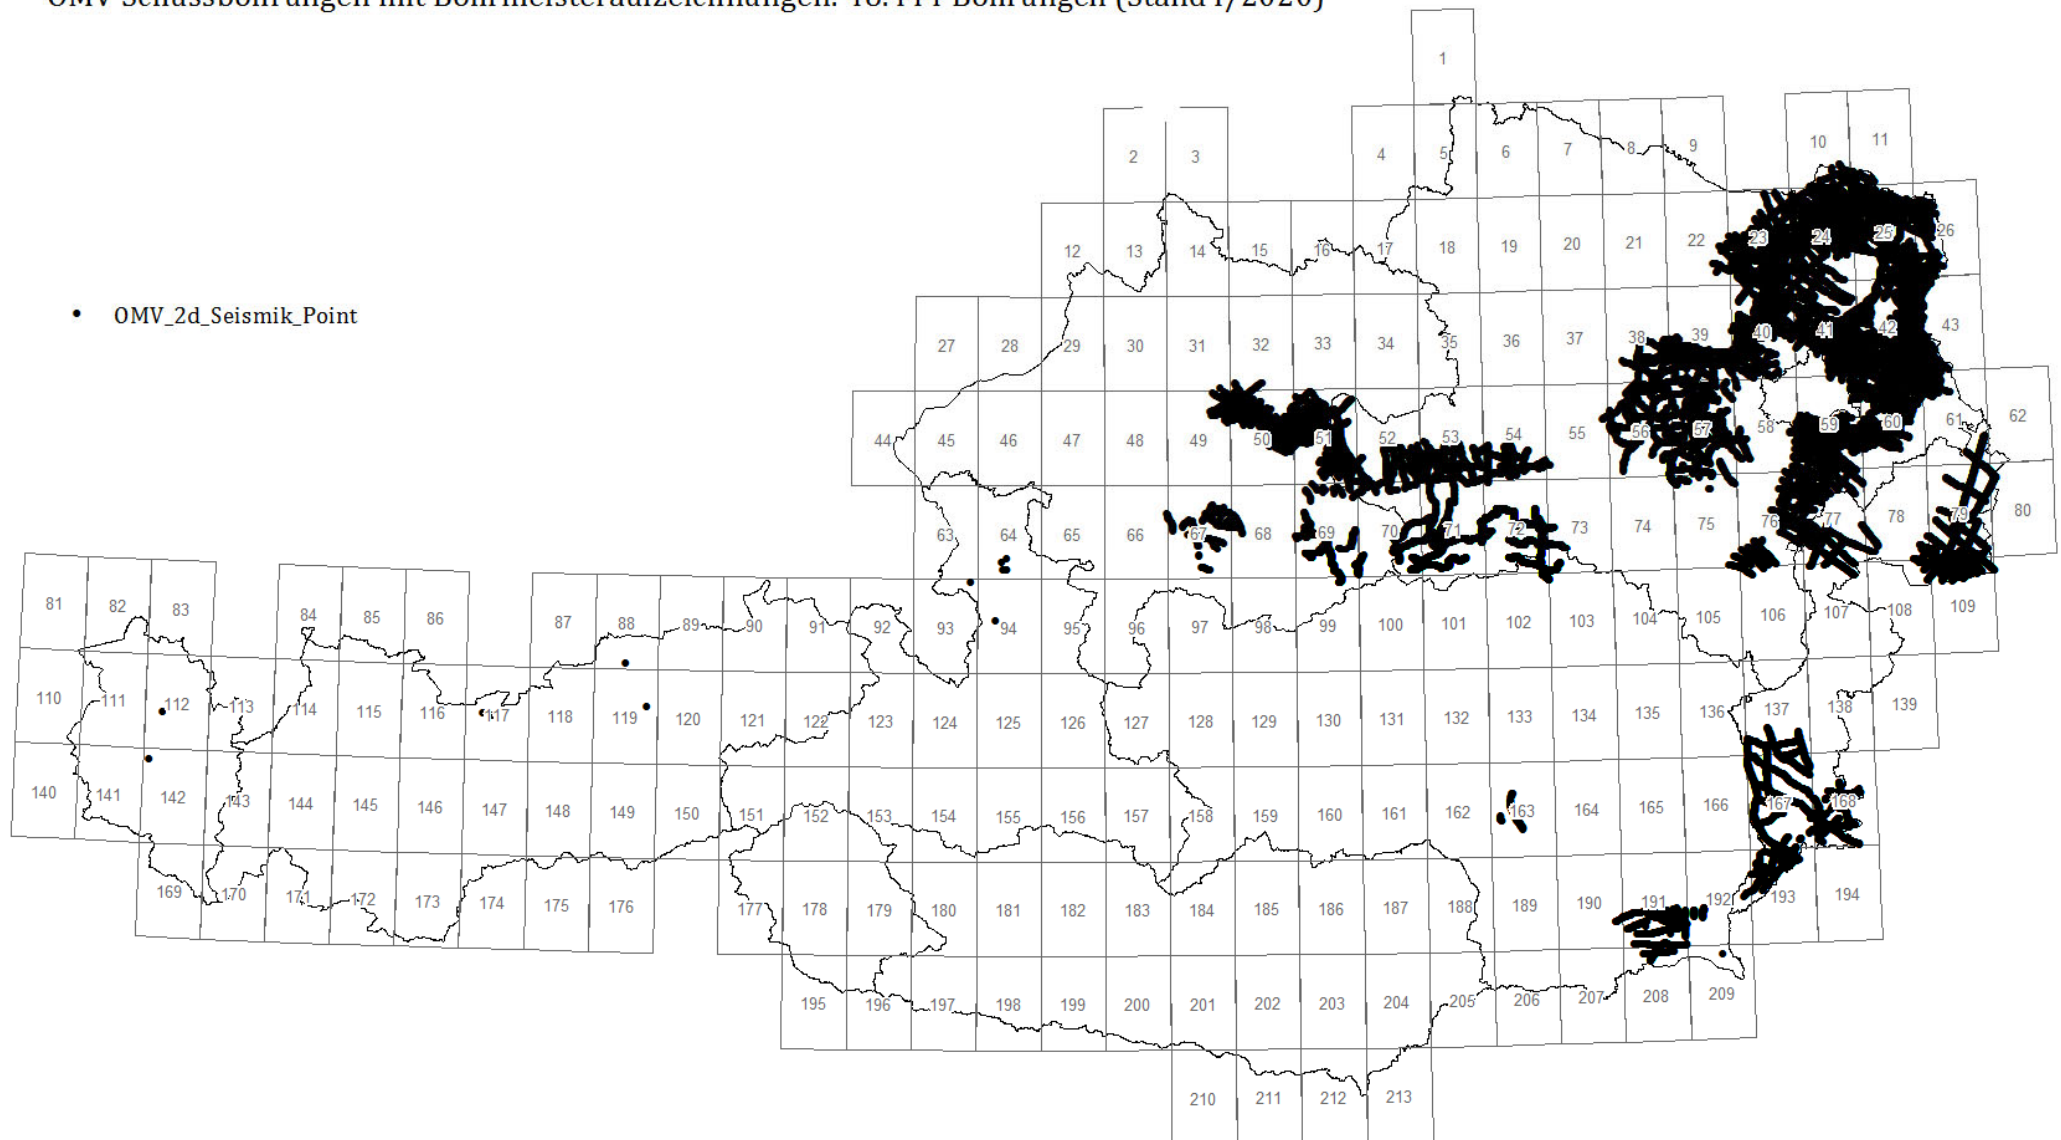 OMV Schussbohrungen mit Bohrmeisteraufzeichnungen: Bohrungen (Stand
1
2 3 4 5 6 7 8 9 10 11
12 13 14 15 16 17 18 19 20 21 22 23 24 25 26
OMV_2d_Seismik_Point
27 28 29 30 31 32 33 34 35 36 37 38 39 40 41 42 43
44 45 46 47 48 49 50 51 52 53 54 55 56 57 58 59 60 61 62
63 64 65 66 67 68 69 70 71 72 73 74 75 76 77 78 79 80
81 82 83 84 85 86 87 88 89 90 91 92 93 94 95 96 97 98 99 100 101 102 103 104 105 106 107 108 109
110 111 112 113 114 115 116 117 118 119 120 121 122 123 124 125 126 127 128 129 130 131 132 133 134 135 136 137 138 139
140 141 142 143 144 145 146 147 148 149 150 151 152 153 154 155 156 157 158 159 160 161 162 163 164 165 166 167 168
169 170 171 172 173 174 175 176 177 178 179 180 181 182 183 184 185 186 187 188 189 190 191 192 193 194
195 196 197 198 199 200 201 202 203 204 205 206 207 208 209
210 211 212 213